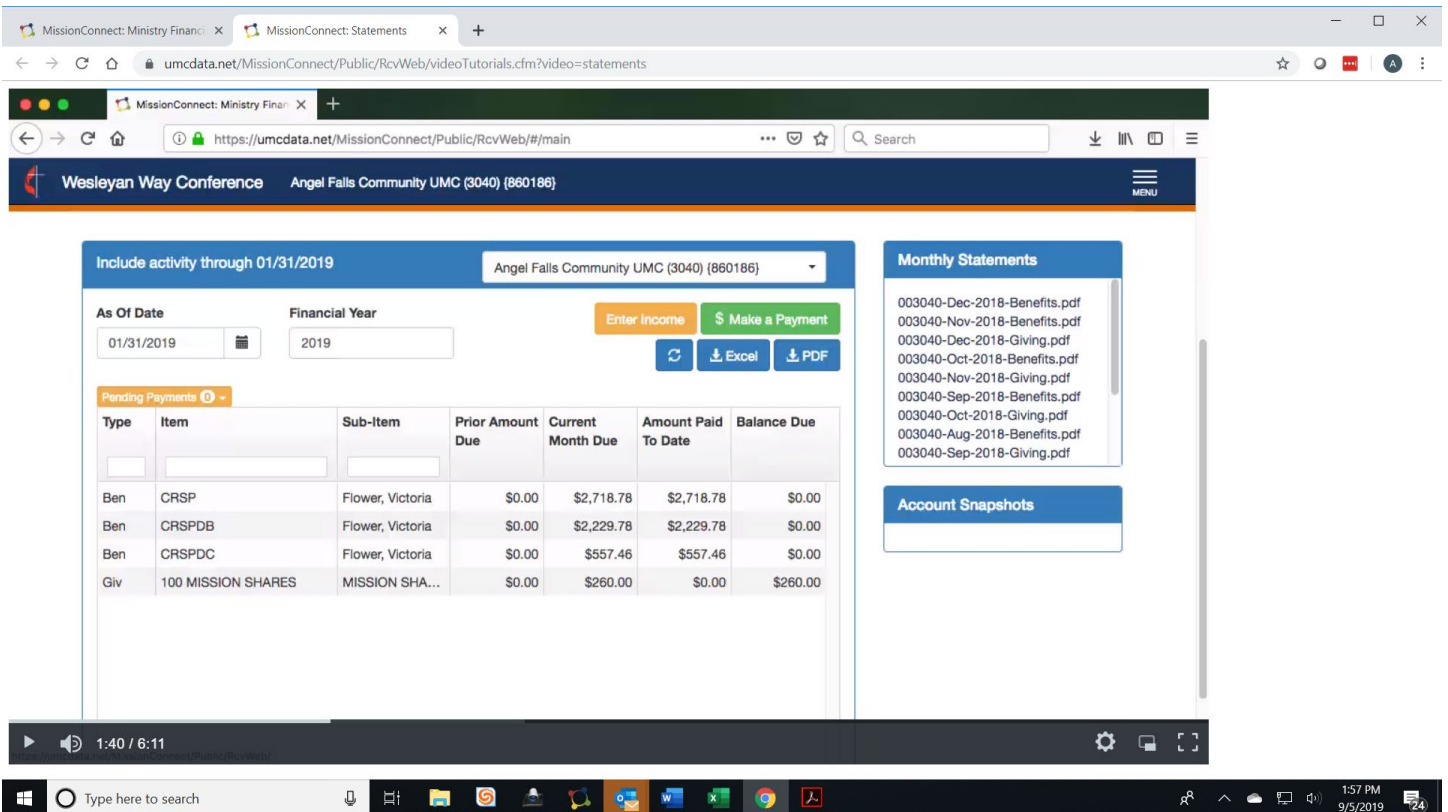 MissionConnect: Ministry Financi
MissionConnect: Statements
umcdata.net/MissionConnect/Public/RcvWeb/videoTutorials.cfm?video=statements
A
MissionConnect: Ministry Finan
https://umcdata.net/MissionConnect/Public/RcvWeb/#/main
Search
Wesleyan Way Conference Angel Falls Community UMC (3040) {860186}
MENU
Include activity through 01/31/2019
Angel Falls Community UMC (3040) {860186}
As Of Date Financial Year
01/31/2019 2019
Enter Income $ Make a Payment
Excel PDF
Pending Payments 0
Type Item Sub-Item Prior Amount Due Current Month Due Amount Paid To Date Balance Due
Ben CRSP Flower, Victoria $0.00 $2,718.78 $2,718.78 $0.00
Ben CRSPDB Flower, Victoria $0.00 $2,229.78 $2,229.78 $0.00
Ben CRSPDC Flower, Victoria $0.00 $557.46 $557.46 $0.00
Giv 100 MISSION SHARES MISSION SHA... $0.00 $260.00 $0.00 $260.00
Monthly Statements
003040-Dec-2018-Benefits.pdf
003040-Nov-2018-Benefits.pdf
003040-Dec-2018-Giving.pdf
003040-Oct-2018-Benefits.pdf
003040-Nov-2018-Giving.pdf
003040-Sep-2018-Benefits.pdf
003040-Oct-2018-Giving.pdf
003040-Aug-2018-Benefits.pdf
003040-Sep-2018-Giving.pdf
Account Snapshots
1:40 / 6:11
Type here to search
1:57 PM
9/5/2019
24